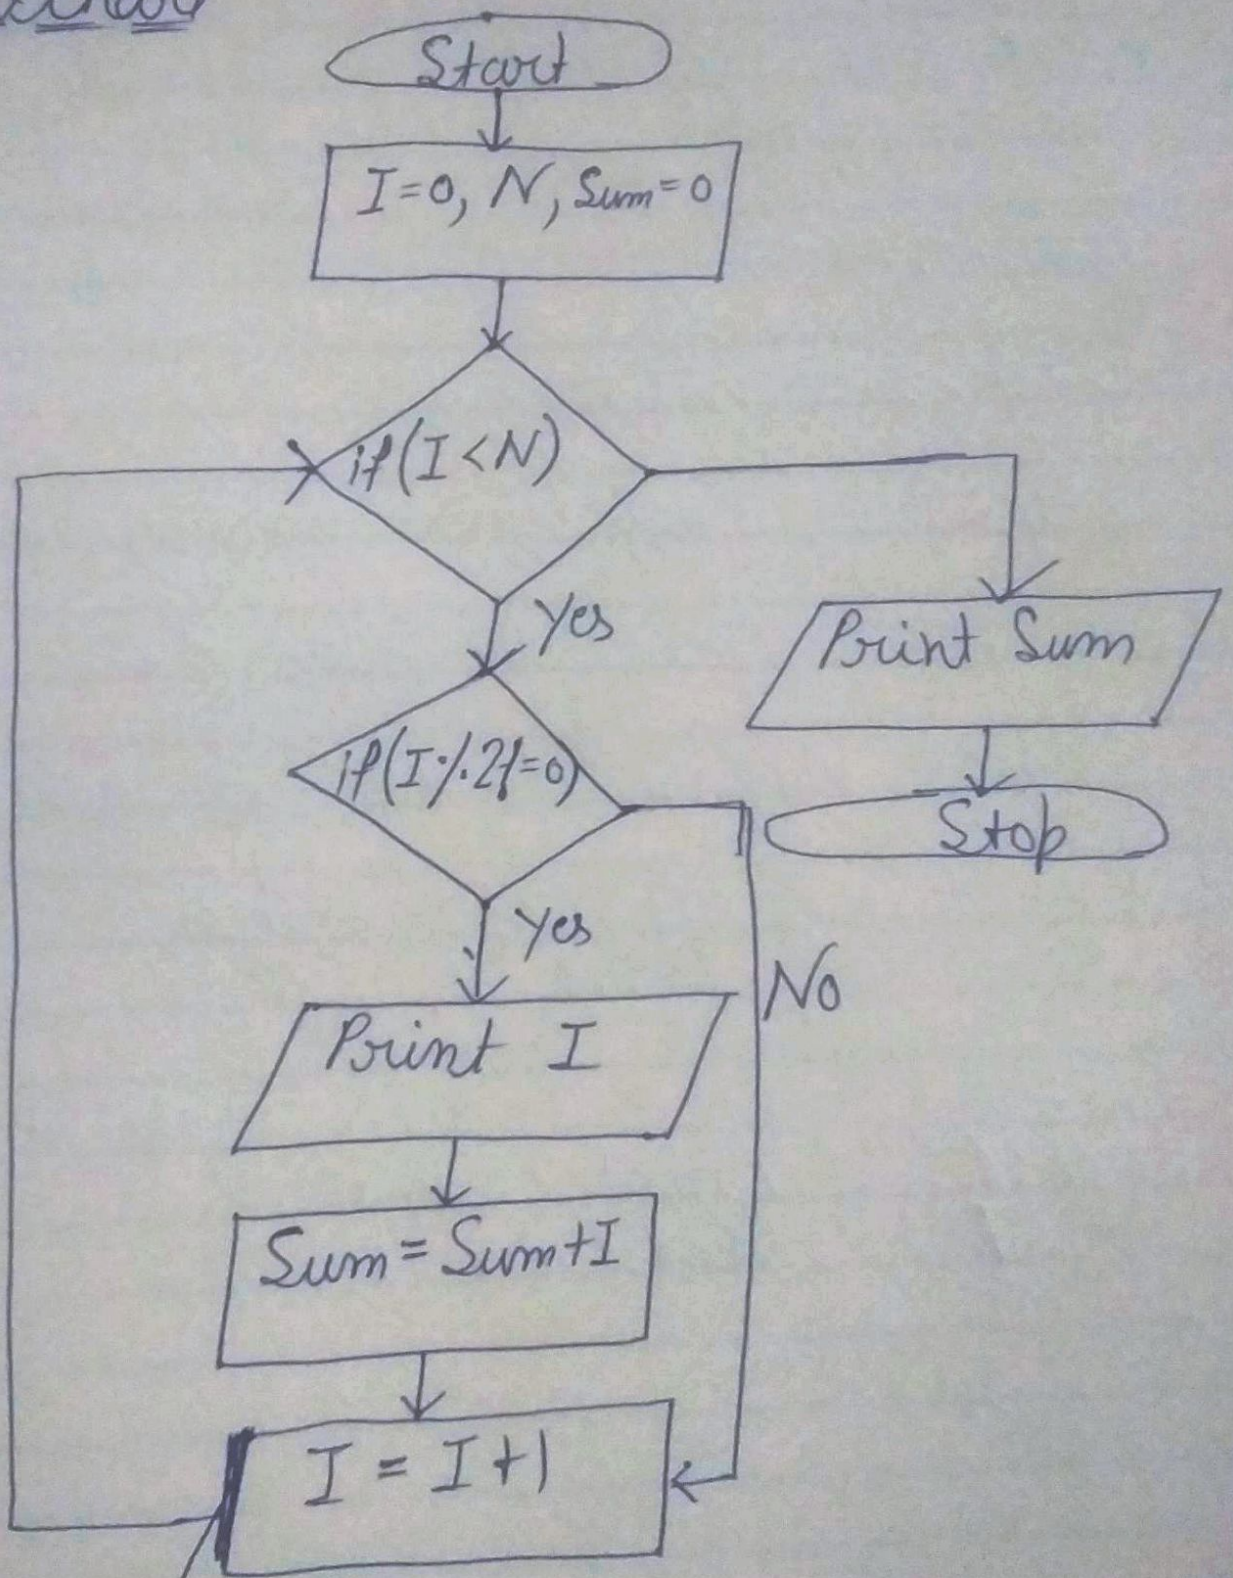 Start
I=0, N, Sum=0
if(I<N)
Yes
Print Sum
Stop
if(I%2!=0)
Yes
No
Print I
Sum=Sum+I
I = I+1